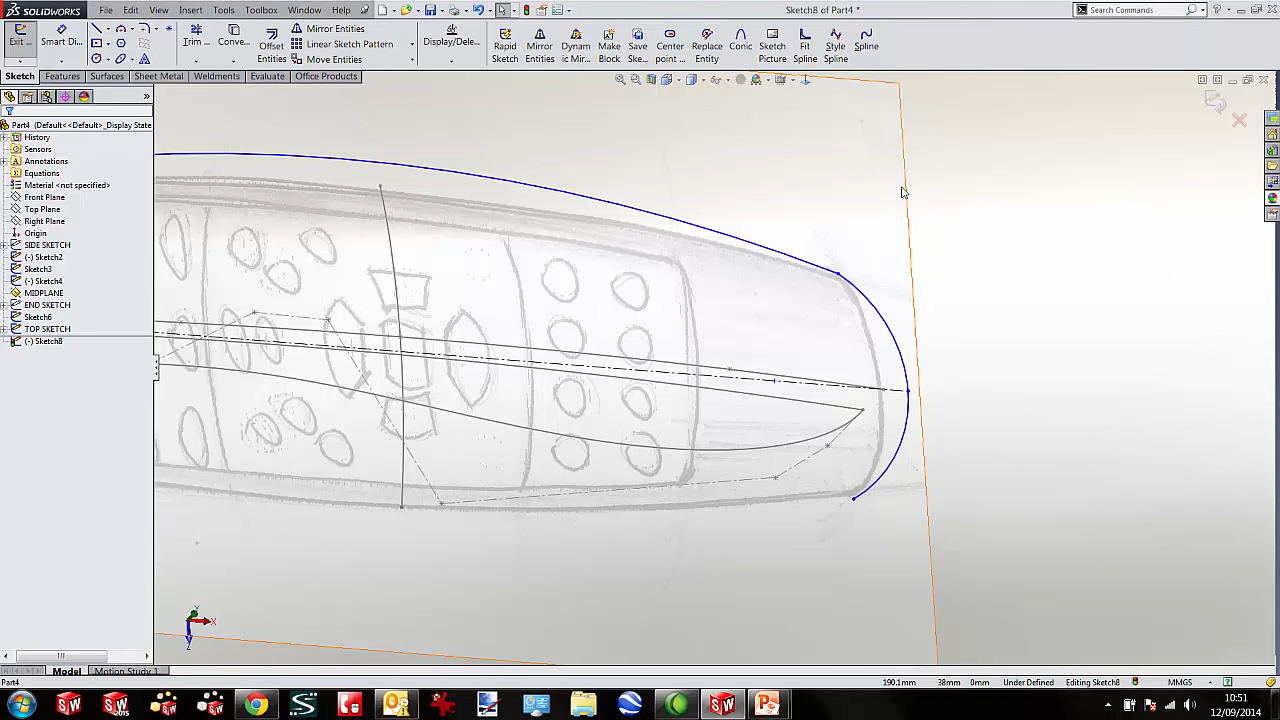 SOLIDWORKS File Edit View Insert Tools Toolbox Window Help Sketch8 of Part4 * Search Commands
Exit ... Smart Di... Trim ... Conve... Offset Entities Mirror Entities Linear Sketch Pattern Move Entities Display/Dele... Rapid Sketch Mirror Entities Dynam ic Mir... Make Block Save Ske... Center point ... Replace Entity Conic Sketch Picture Fit Spline Style Spline Spline
Sketch Features Surfaces Sheet Metal Weldments Evaluate Office Products
Part4 (Default<<Default>_Display State
History
Sensors
Annotations
Equations
Material <not specified>
Front Plane
Top Plane
Right Plane
Origin
SIDE SKETCH
(-) Sketch2
Sketch3
(-) Sketch4
MIDPLANE
END SKETCH
Sketch6
TOP SKETCH
(-) Sketch8
Y
X
Z
Model Motion Study 1
Part4 190.1mm 38mm 0mm Under Defined Editing Sketch8 MMGS
10:51
12/09/2014